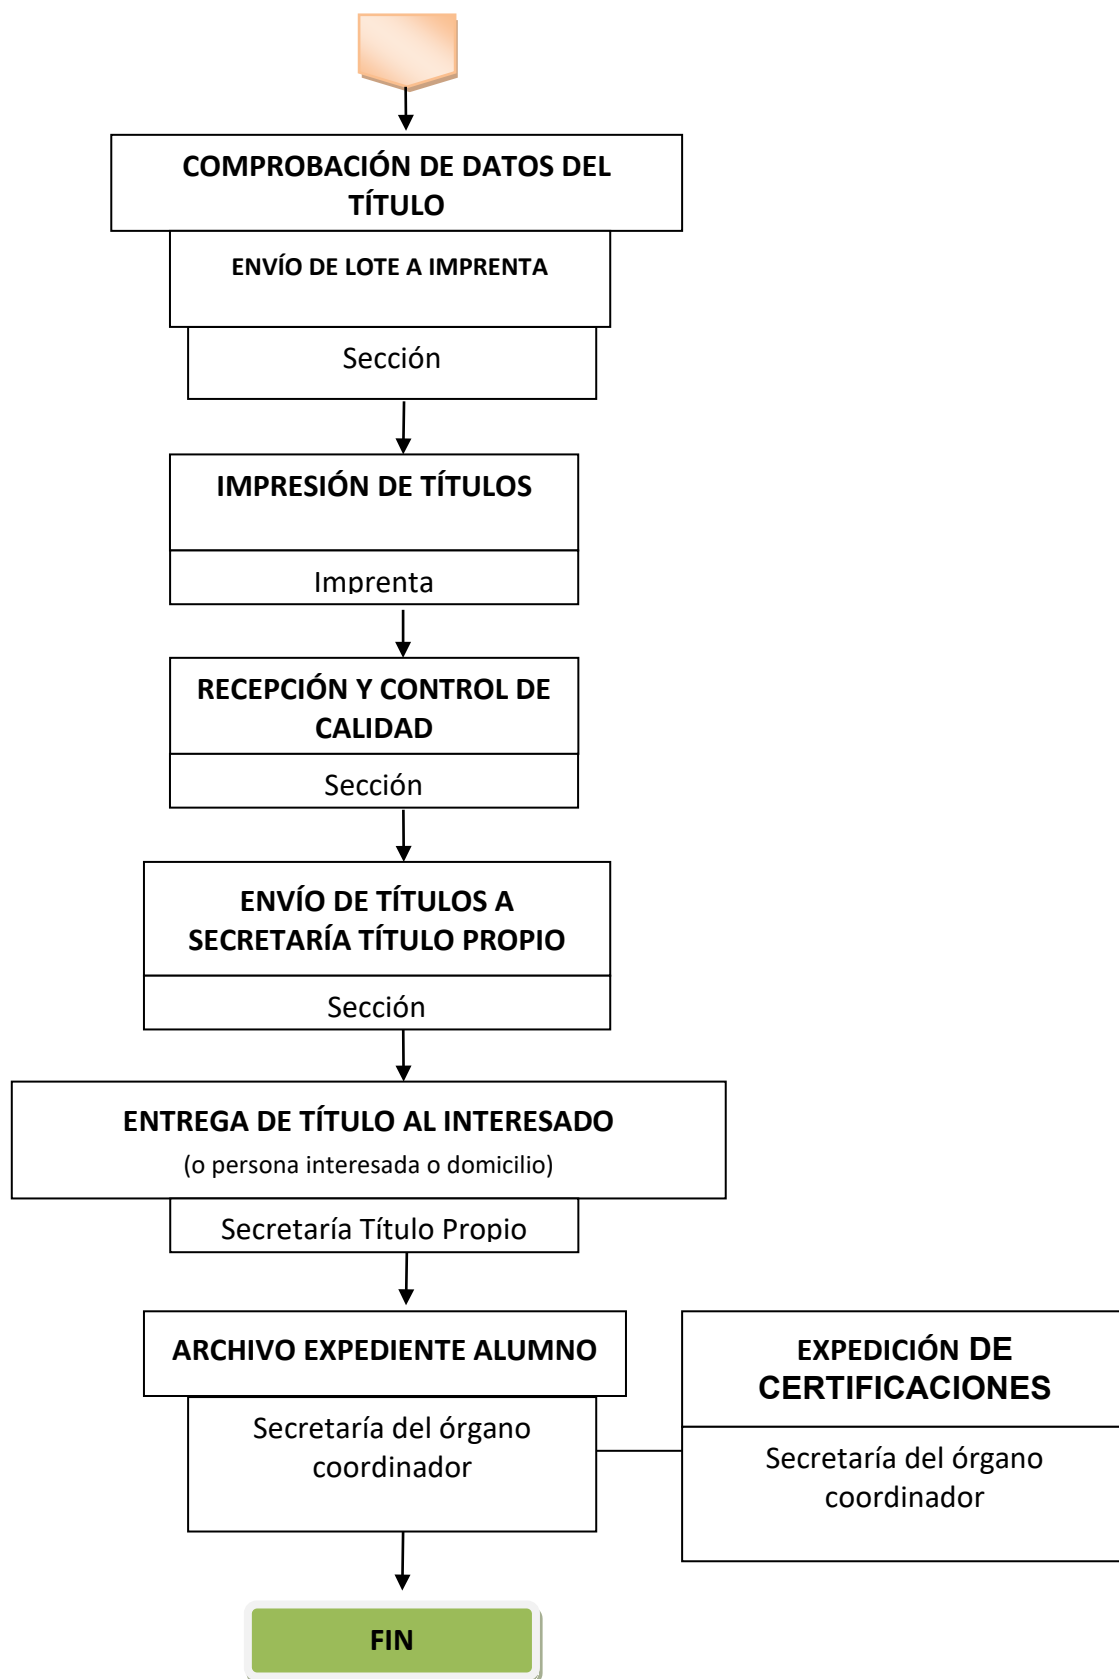 COMPROBACIÓN DE DATOS DEL
TÍTULO
ENVÍO DE LOTE A IMPRENTA
Sección
IMPRESIÓN DE TÍTULOS
Imprenta
RECEPCIÓN Y CONTROL DE
CALIDAD
Sección
ENVÍO DE TÍTULOS A
SECRETARÍA TÍTULO PROPIO
Sección
ENTREGA DE TÍTULO AL INTERESADO
(o persona interesada o domicilio)
Secretaría Título Propio
ARCHIVO EXPEDIENTE ALUMNO
Secretaría del órgano
coordinador
EXPEDICIÓN DE
CERTIFICACIONES
Secretaría del órgano
coordinador
FIN